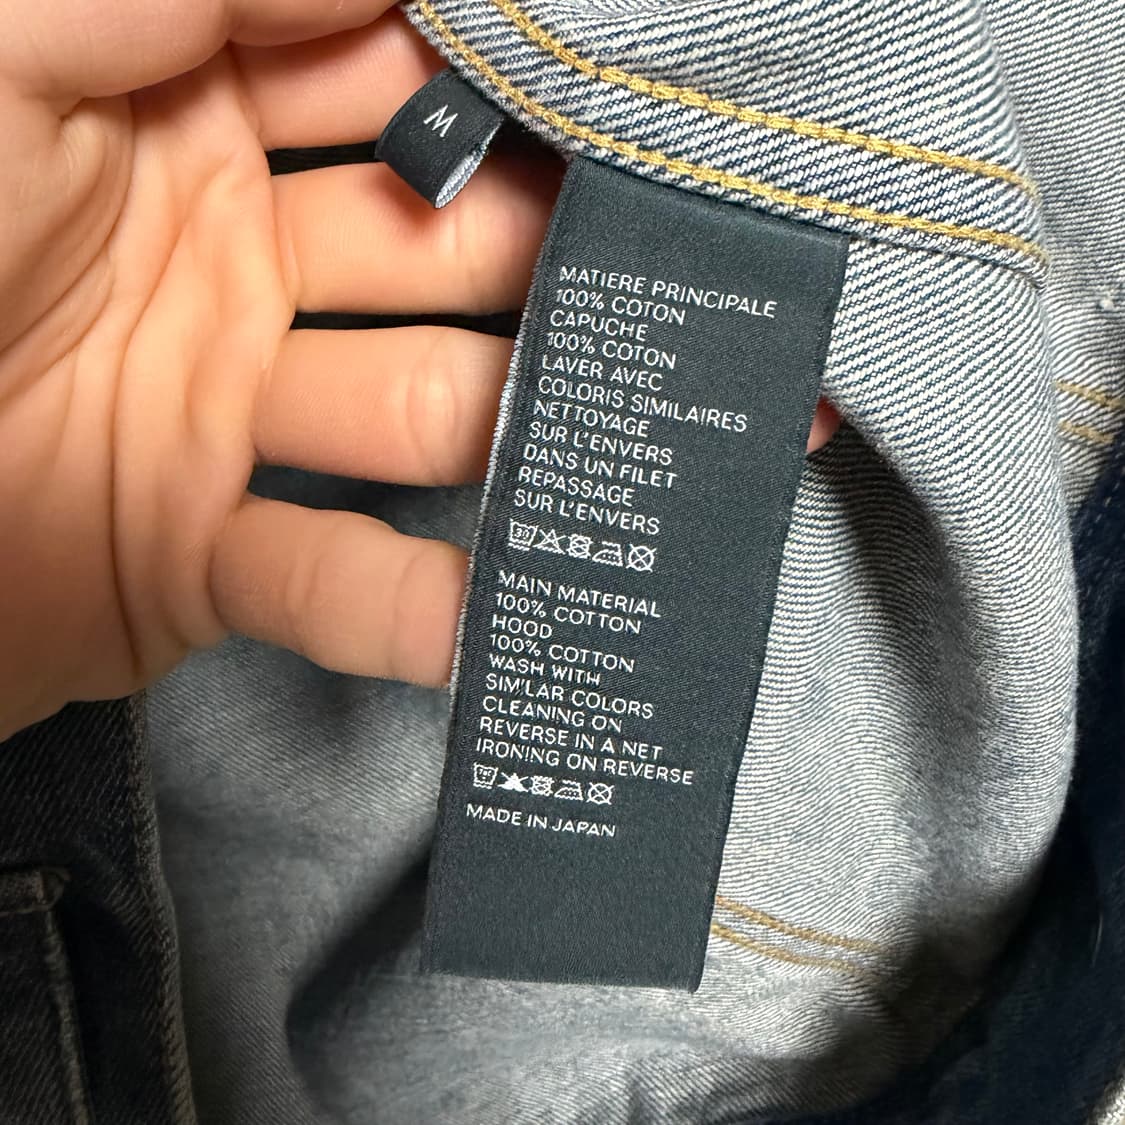 M
MATIERE PRINCIPALE
100% COTON
CAPUCHE
100% COTON
LAVER AVEC
COLORIS SIMILAIRES
NETTOYAGE
SUR L'ENVERS
DANS UN FILET
REPASSAGE
SUR L'ENVERS
30
MAIN MATERIAL
100% COTTON
HOOD
100% COTTON
WASH WITH
SIMILAR COLORS
CLEANING ON
REVERSE IN A NET
IRONING ON REVERSE
MADE IN JAPAN